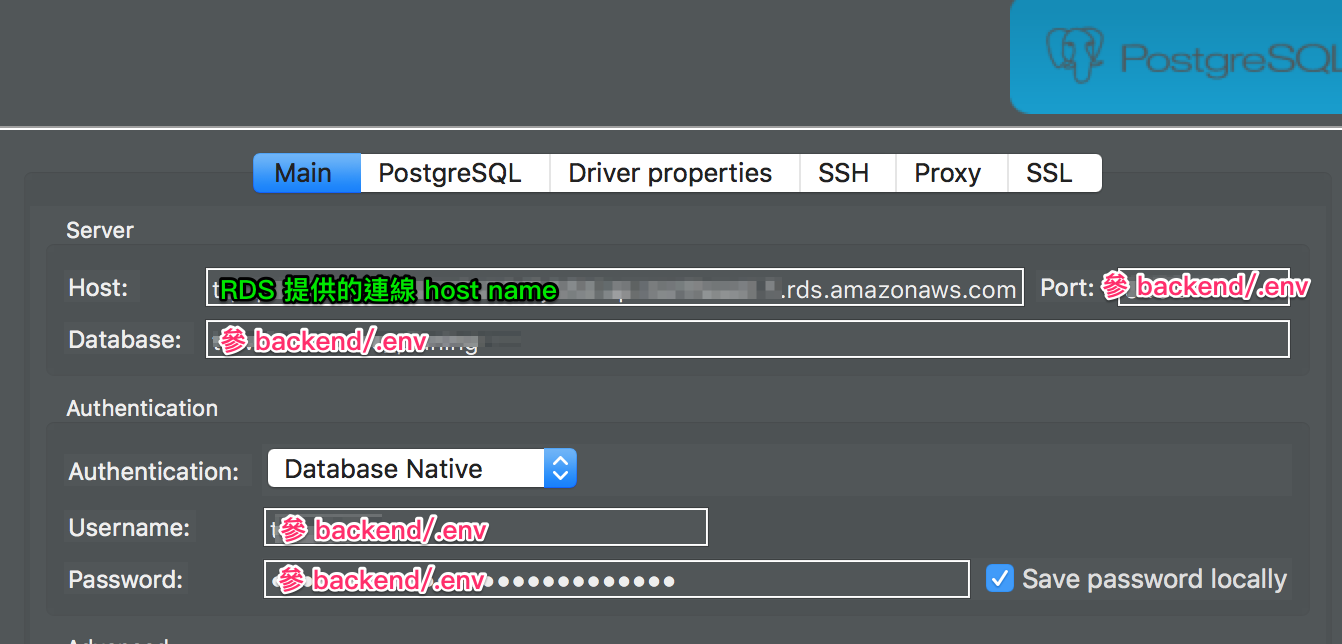 PostgreSQL
Main PostgreSQL Driver properties SSH Proxy SSL
Server
Host: RDS 提供的連線 host name .rds.amazonaws.com Port: 參 backend/.env
Database: 參 backend/.env
Authentication
Authentication: Database Native
Username: 參 backend/.env
Password: 參 backend/.env ●●●●●●●●●●●●● Save password locally
Advanced